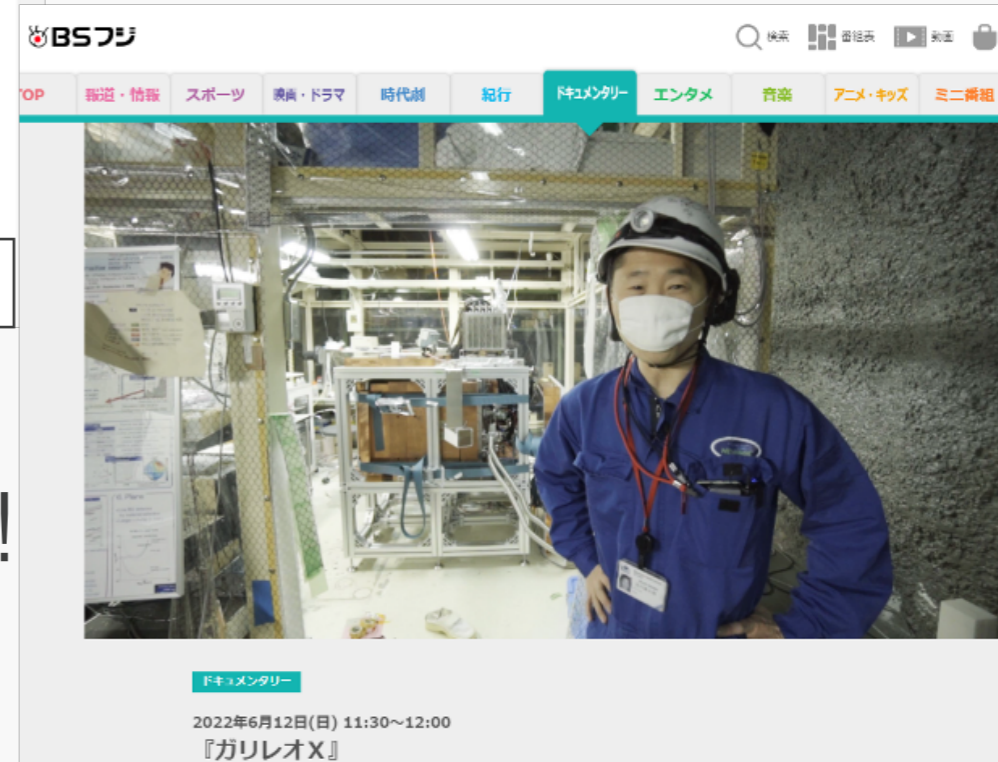 BSフジ
検索 番組表 動画
TOP 報道・情報 スポーツ 映画・ドラマ 時代劇 紀行 ドキュメンタリー エンタメ 音楽 アニメ・キッズ ミニ番組
!
ドキュメンタリー
2022年6月12日(日) 11:30～12:00
『ガリレオX』